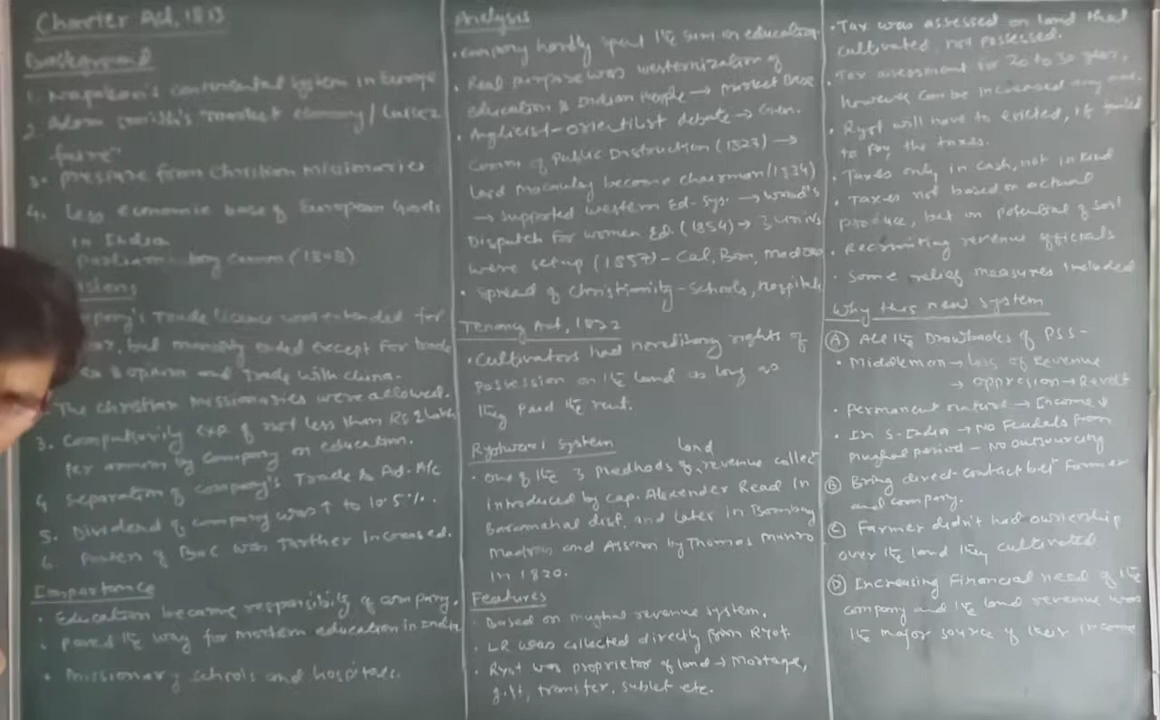 Charter Act, 1813
Background
1. Napoleon's continental system in Europe
2. Adam Smith's market economy / Laissez
faire"
3. pressure from Christian missionaries
4. Less economic base of European Goods
in India
Parliam by Comm (1808)
pany's Trade licence was extended for
, but monopoly ended except for trade
opium and Trade with China.
The christian missionaries were allowed.
3. Compulsorily exp of not less than Rs 2 lakh
per annum by company on education.
4. Separation of company's Trade & Ad. A/c
5. Dividend of company was ↑ to 10.5%.
6. Powers of BoC was further increased.
Importance
• Education became responsibility of company.
• paved the way for modern education in India
• Missionary schools and hospitals.
Analysis
• company hardly spent the sum on education.
• Real purpose was westernization of
education & Indian people → market base
• Anglicist-orientilist debate → Gen.
Comm of Public Instruction (1823) →
Lord Macaulay become chairman (1834)
→ supported western Ed-Sys. → Wood's
Dispatch for women Ed. (1854) → 3 Univs
were setup (1857) - Cal, Bom, Madras
• Spread of Christianity - Schools, hospitals
Tenancy Act, 1822
• Cultivators had hereditary rights of
possession on the land as long as
they paid the rent.
Ryotwari system
• One of the 3 methods of land revenue collect
introduced by cap. Alexender Read in
Baramahal dist. and later in Bombay
Madras and Assam by Thomas Munro
in 1820.
Features
• Based on mughal revenue system.
• LR was collected directly from Ryot.
• Ryot was proprietor of land → Mortage,
gift, transfer, sublet etc.
• Tax was assessed on land that
cultivated, not possessed.
• Tax assessment for 20 to 30 years,
however can be increased any
• Ryot will have to evicted, if failed
to pay the taxes.
• Taxes only in cash, not in kind
• Taxes not based on actual
produce, but on potential of soil
• Recruiting revenue officials
• Some relief measures included
Why this new system
(A) All the Drawbacks of PSS -
• Middleman → loss of Revenue
→ oppression → Revolt
• permanent nature → Income ↓
• In S-India → No Feudals from
mughal period - No outsourcing
(B) Bring direct contact bet Farmer
and company.
(C) Farmer didn't had ownership
over the land they cultivated
(D) Increasing Financial need of the
company and the land revenue was
the major source of their income